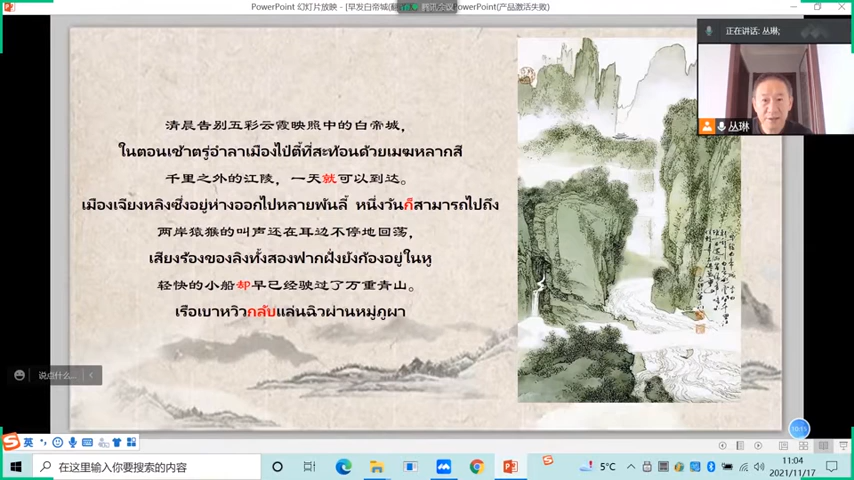 PowerPoint 幻灯片放映 - [早发白帝城
腾讯会议
PowerPoint(产品激活失败)
正在讲话: 丛琳;
丛琳
清晨告别五彩云霞映照中的白帝城，
ในตอนเช้าตรู่อำลาเมืองไป๋ตี้ที่สะท้อนด้วยเมฆหลากสี
千里之外的江陵，一天就可以到达。
เมืองเจียงหลิงซึ่งอยู่ห่างออกไปหลายพันลี้ หนึ่งวันก็สามารถไปถึง
两岸猿猴的叫声还在耳边不停地回荡，
เสียงร้องของลิงทั้งสองฟากฝั่งยังก้องอยู่ในหู
轻快的小船却早已经驶过了万重青山。
เรือเบาหวิวกลับแล่นฉิวผ่านหมู่ภูผา
说点什么...
10:15
英
在这里输入你要搜索的内容
5°C
11:04
2021/11/17